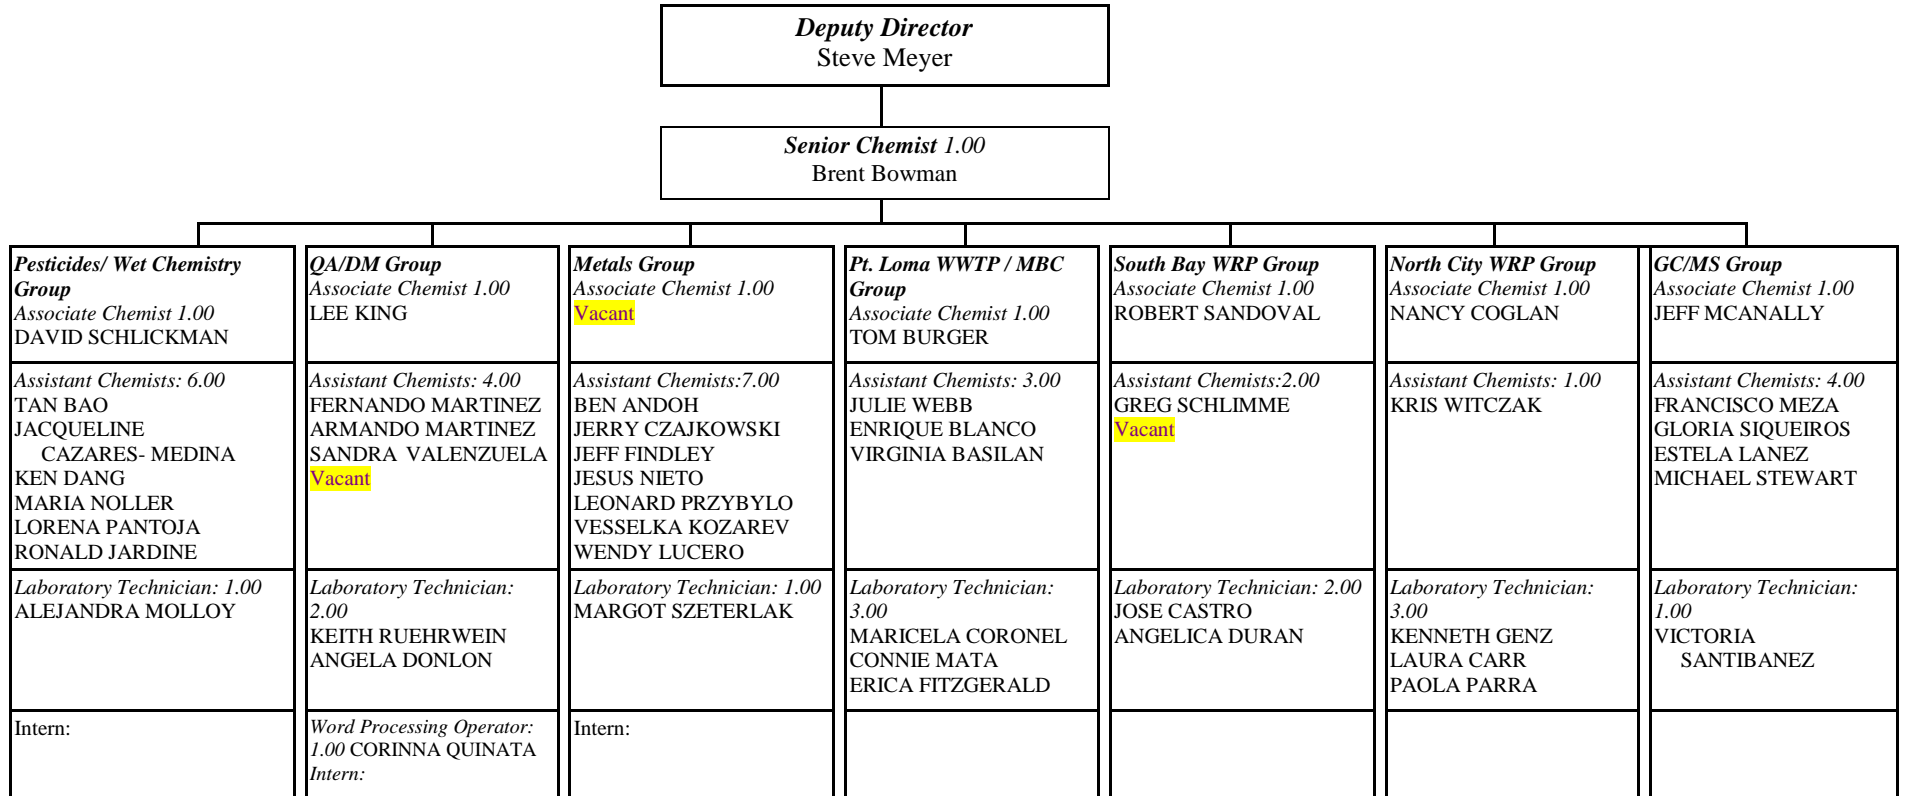 Deputy Director
Steve Meyer
Senior Chemist 1.00
Brent Bowman
Pesticides/ Wet Chemistry
Group
Associate Chemist 1.00
DAVID SCHLICKMAN
Assistant Chemists: 6.00
TAN BAO
JACQUELINE
CAZARES- MEDINA
KEN DANG
MARIA NOLLER
LORENA PANTOJA
RONALD JARDINE
Laboratory Technician: 1.00
ALEJANDRA MOLLOY
Intern:
QA/DM Group
Associate Chemist 1.00
LEE KING
Assistant Chemists: 4.00
FERNANDO MARTINEZ
ARMANDO MARTINEZ
SANDRA VALENZUELA
Vacant
Laboratory Technician:
2.00
KEITH RUEHRWEIN
ANGELA DONLON
Word Processing Operator:
1.00 CORINNA QUINATA
Intern:
Metals Group
Associate Chemist 1.00
Vacant
Assistant Chemists:7.00
BEN ANDOH
JERRY CZAJKOWSKI
JEFF FINDLEY
JESUS NIETO
LEONARD PRZYBYLO
VESSELKA KOZAREV
WENDY LUCERO
Laboratory Technician: 1.00
MARGOT SZETERLAK
Intern:
Pt. Loma WWTP / MBC
Group
Associate Chemist 1.00
TOM BURGER
Assistant Chemists: 3.00
JULIE WEBB
ENRIQUE BLANCO
VIRGINIA BASILAN
Laboratory Technician:
3.00
MARICELA CORONEL
CONNIE MATA
ERICA FITZGERALD
South Bay WRP Group
Associate Chemist 1.00
ROBERT SANDOVAL
Assistant Chemists:2.00
GREG SCHLIMME
Vacant
Laboratory Technician: 2.00
JOSE CASTRO
ANGELICA DURAN
North City WRP Group
Associate Chemist 1.00
NANCY COGLAN
Assistant Chemists: 1.00
KRIS WITCZAK
Laboratory Technician:
3.00
KENNETH GENZ
LAURA CARR
PAOLA PARRA
GC/MS Group
Associate Chemist 1.00
JEFF MCANALLY
Assistant Chemists: 4.00
FRANCISCO MEZA
GLORIA SIQUEIROS
ESTELA LANEZ
MICHAEL STEWART
Laboratory Technician:
1.00
VICTORIA
SANTIBANEZ